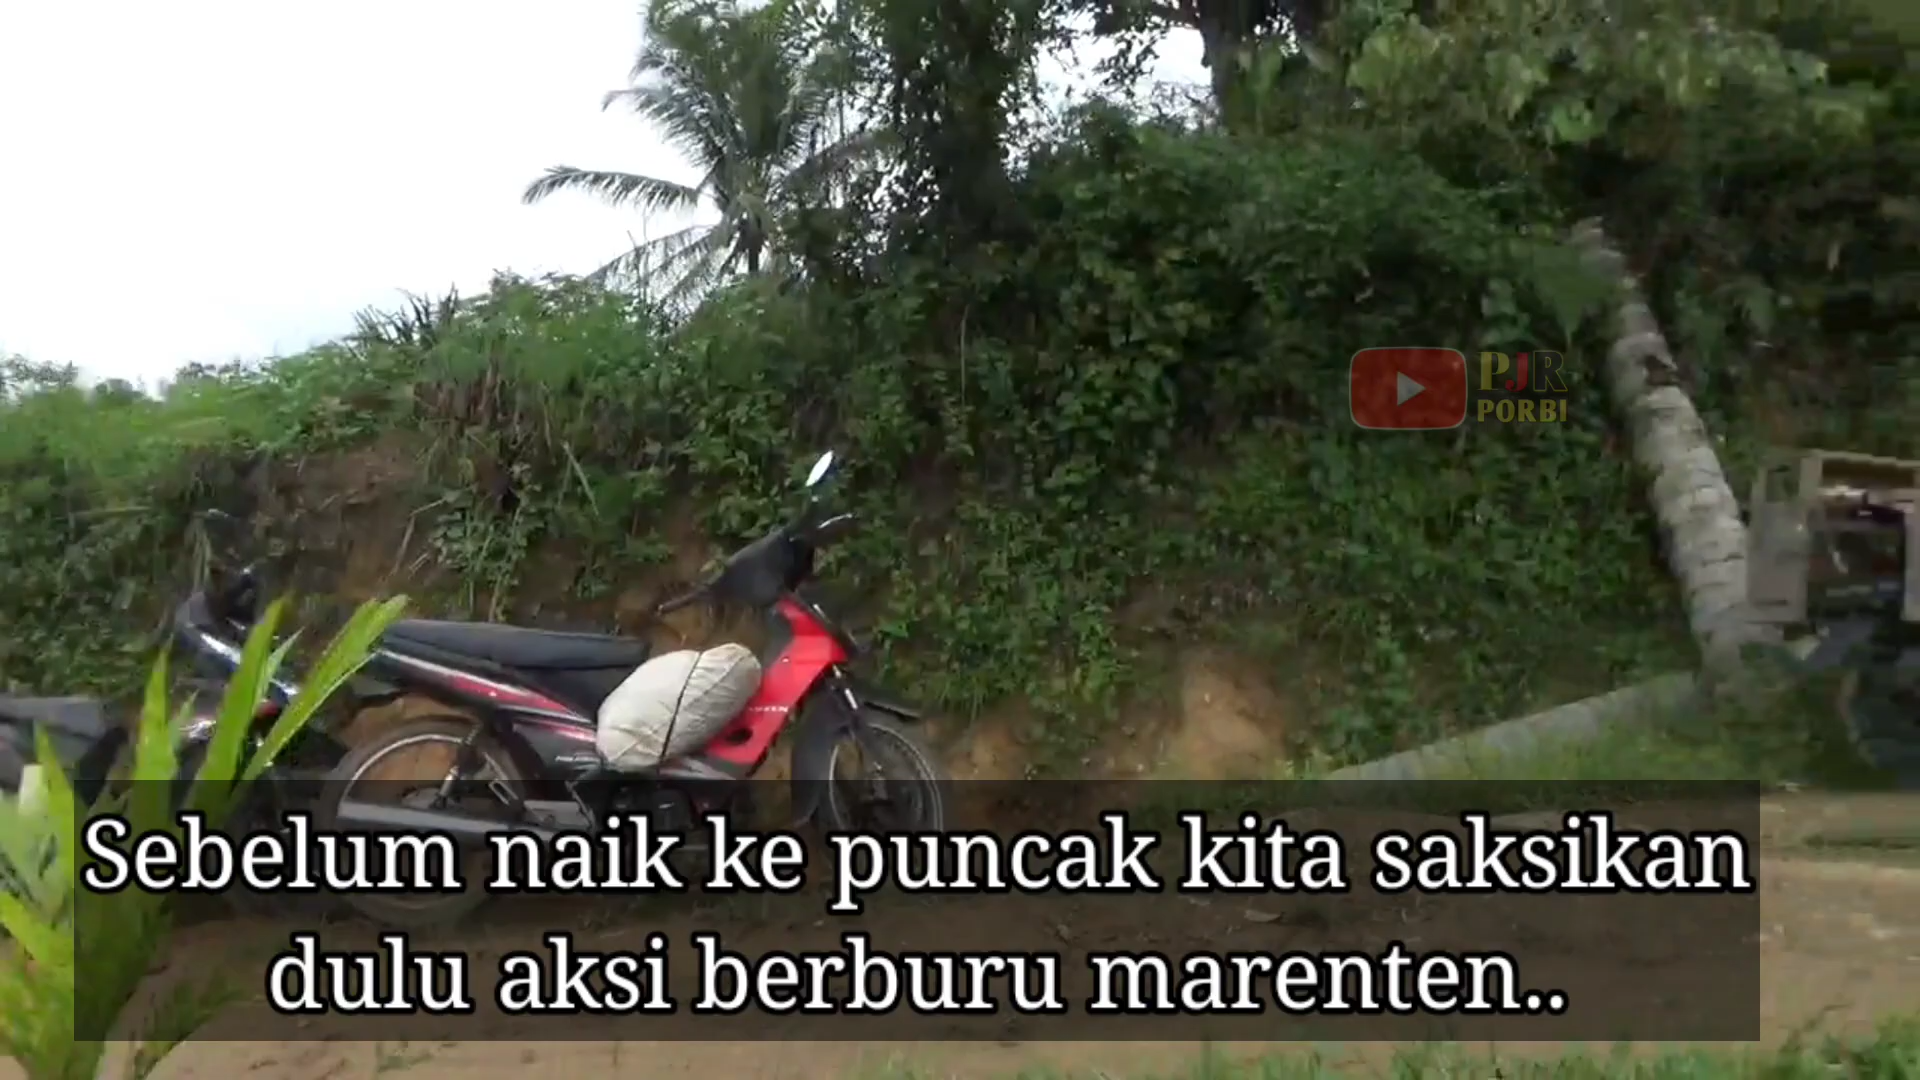 PJR
PORBI
Sebelum naik ke puncak kita saksikan
dulu aksi berburu marenten..